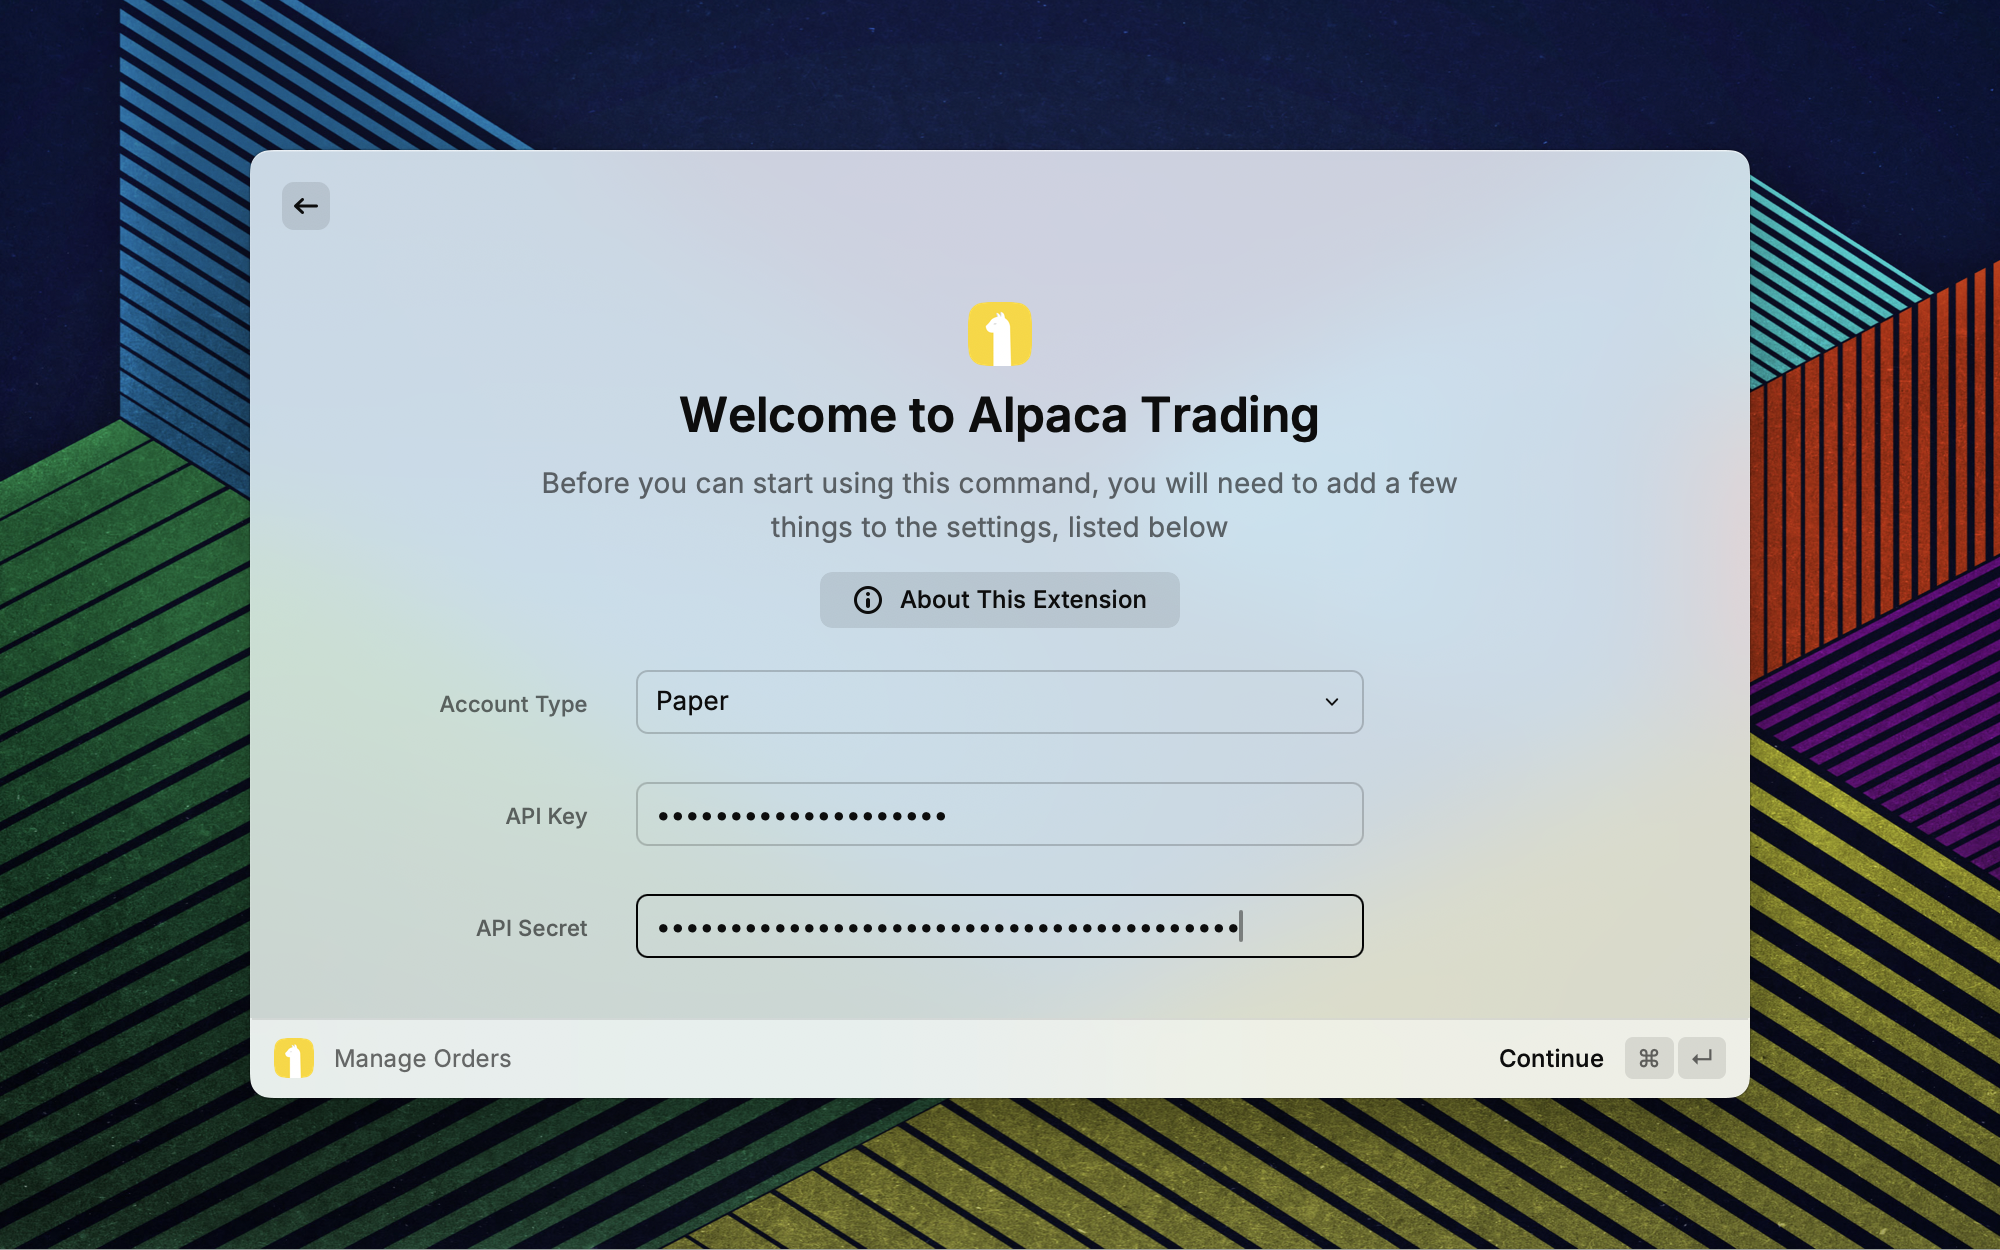 Welcome to Alpaca Trading
Before you can start using this command, you will need to add a few
things to the settings, listed below
About This Extension
Account Type
Paper
API Key
••••••••••••••••••••
API Secret
••••••••••••••••••••••••••••••••••••••••
Manage Orders
Continue ⌘ ↵